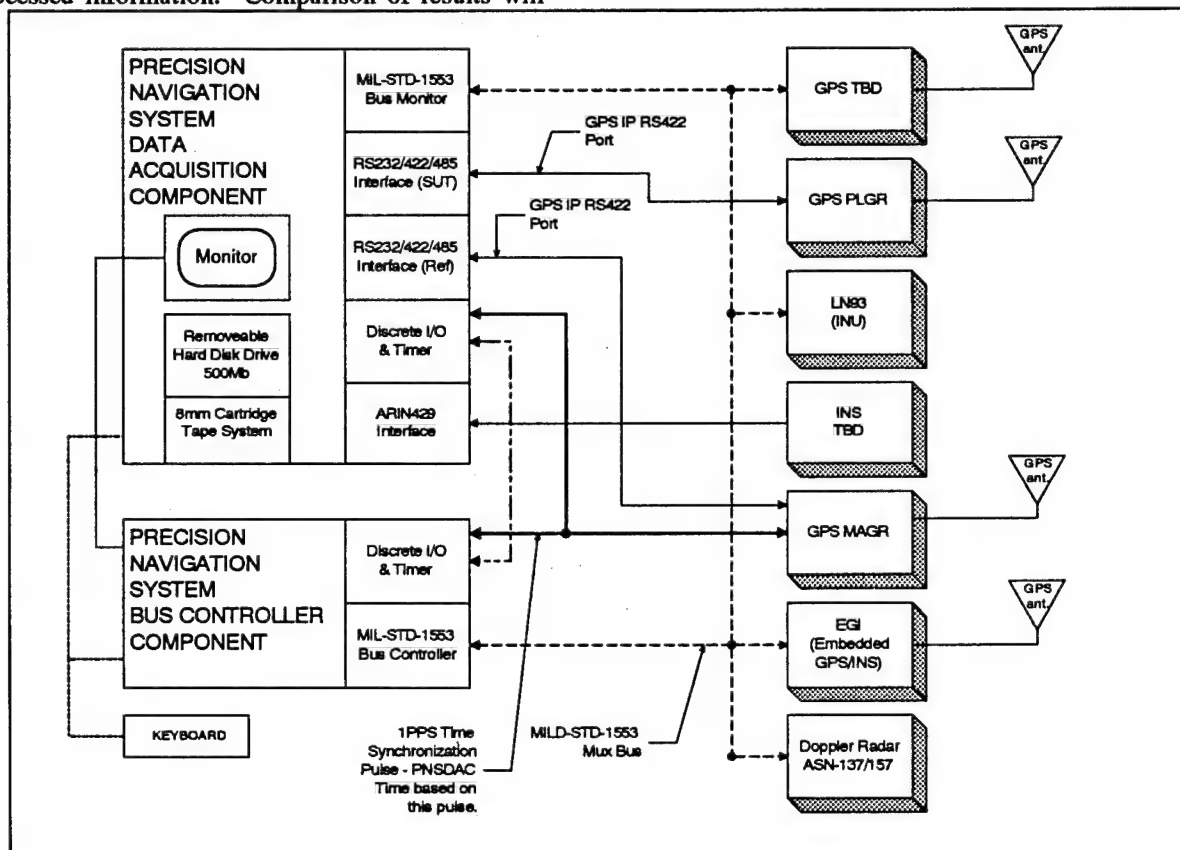 cessed information. Comparison of results will
PRECISION
NAVIGATION
SYSTEM
DATA
ACQUISITION
COMPONENT
MIL-STD-1553
Bus Monitor
RS232/422/485
Interface (SUT)
RS232/422/485
Interface (Ref)
Discrete I/O
& Timer
ARIN429
Interface
Monitor
Removeable
Hard Disk Drive
500Mb
8mm Cartridge
Tape System
GPS IP RS422
Port
GPS IP RS422
Port
PRECISION
NAVIGATION
SYSTEM
BUS CONTROLLER
COMPONENT
Discrete I/O
& Timer
MIL-STD-1553
Bus Controller
KEYBOARD
1PPS Time
Synchronization
Pulse - PNSDAC
Time based on
this pulse.
MILD-STD-1553
Mux Bus
GPS TBD
GPS
ant.
GPS PLGR
GPS
ant.
LN93
(INU)
INS
TBD
GPS MAGR
GPS
ant.
EGI
(Embedded
GPS/INS)
GPS
ant.
Doppler Radar
ASN-137/157